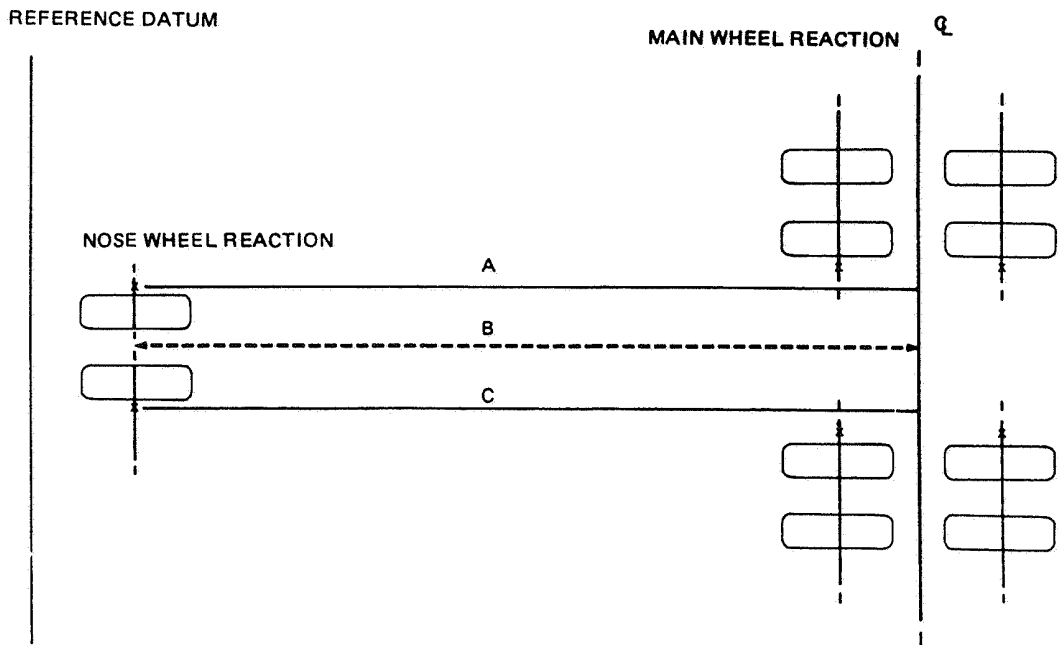 REFERENCE DATUM
MAIN WHEEL REACTION
℄
NOSE WHEEL REACTION
A
B
C